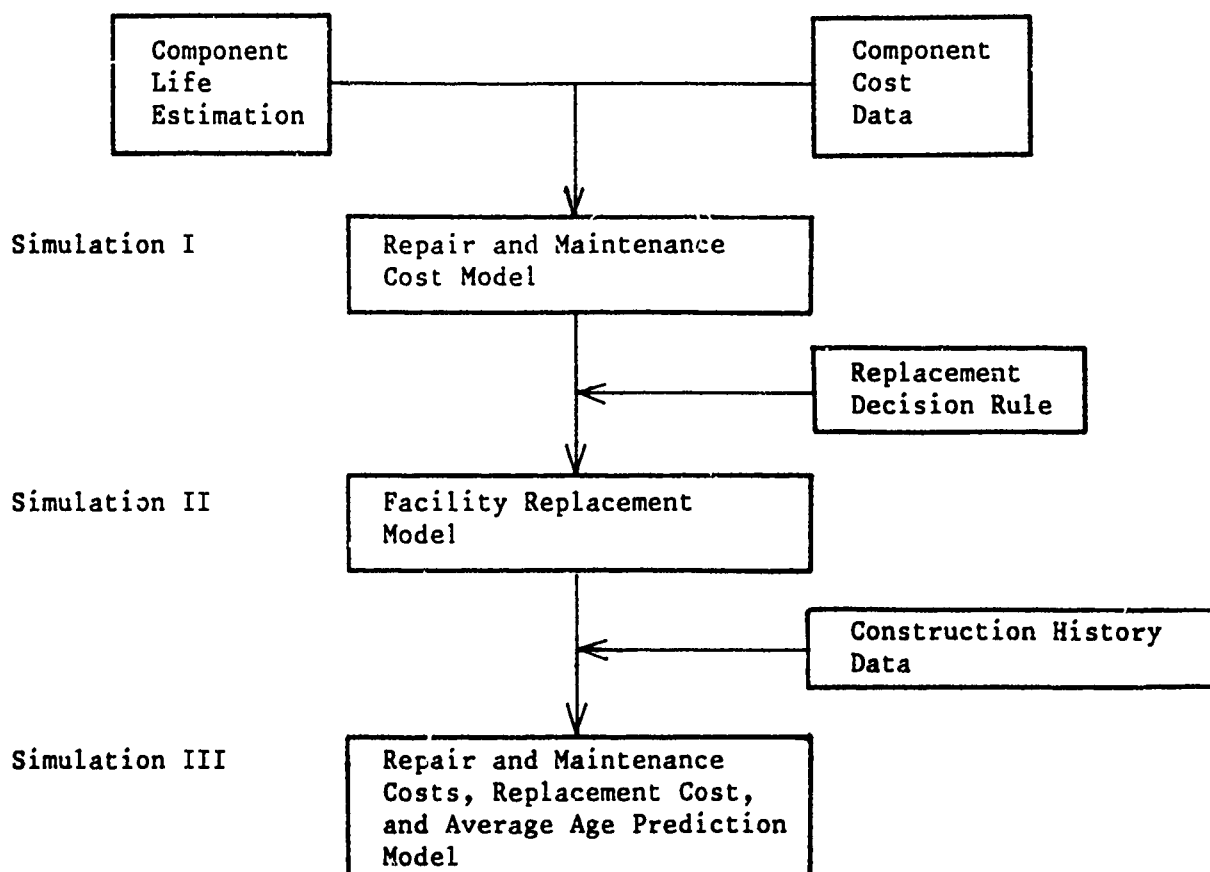 Component
Life
Estimation
Component
Cost
Data
Simulation I
Repair and Maintenance
Cost Model
Replacement
Decision Rule
Simulation II
Facility Replacement
Model
Construction History
Data
Simulation III
Repair and Maintenance
Costs, Replacement Cost,
and Average Age Prediction
Model